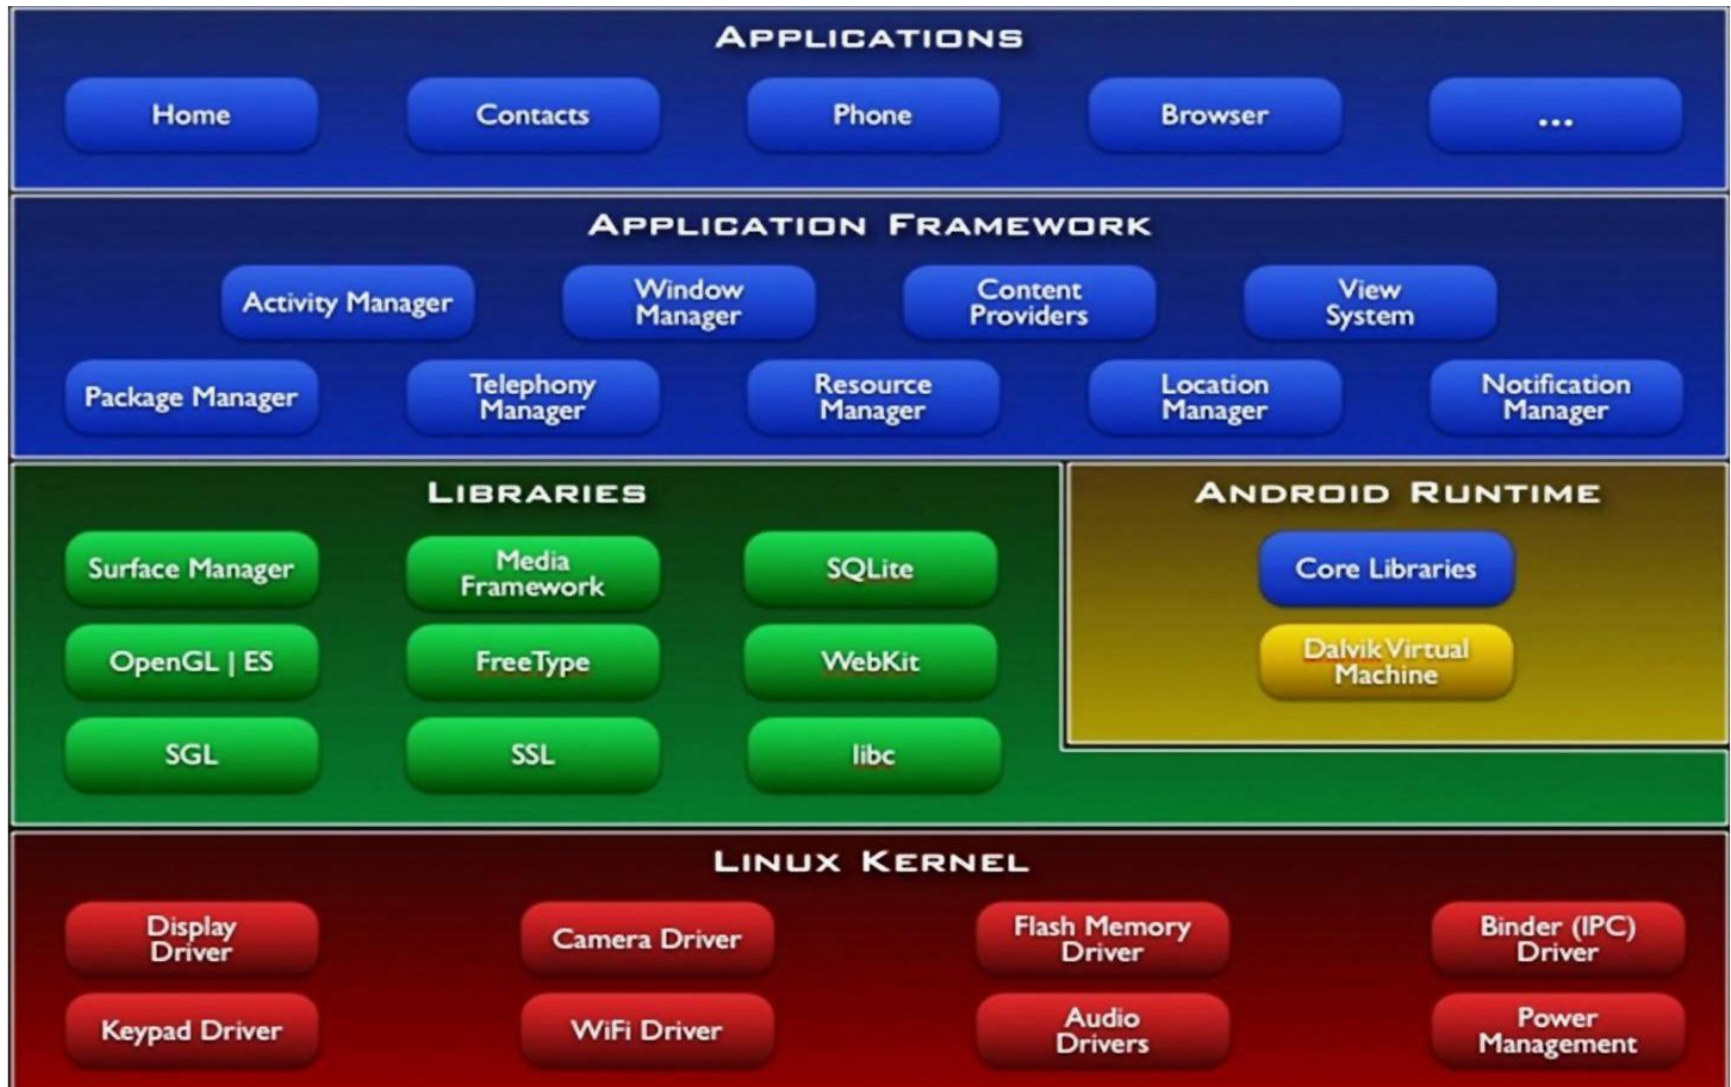 APPLICATIONS
Home
Contacts
Phone
Browser
...
APPLICATION FRAMEWORK
Activity Manager
Window
Manager
Content
Providers
View
System
Package Manager
Telephony
Manager
Resource
Manager
Location
Manager
Notification
Manager
LIBRARIES
Surface Manager
Media
Framework
SQLite
OpenGL | ES
FreeType
WebKit
SGL
SSL
libc
ANDROID RUNTIME
Core Libraries
Dalvik Virtual
Machine
LINUX KERNEL
Display
Driver
Camera Driver
Flash Memory
Driver
Binder (IPC)
Driver
Keypad Driver
WiFi Driver
Audio
Drivers
Power
Management